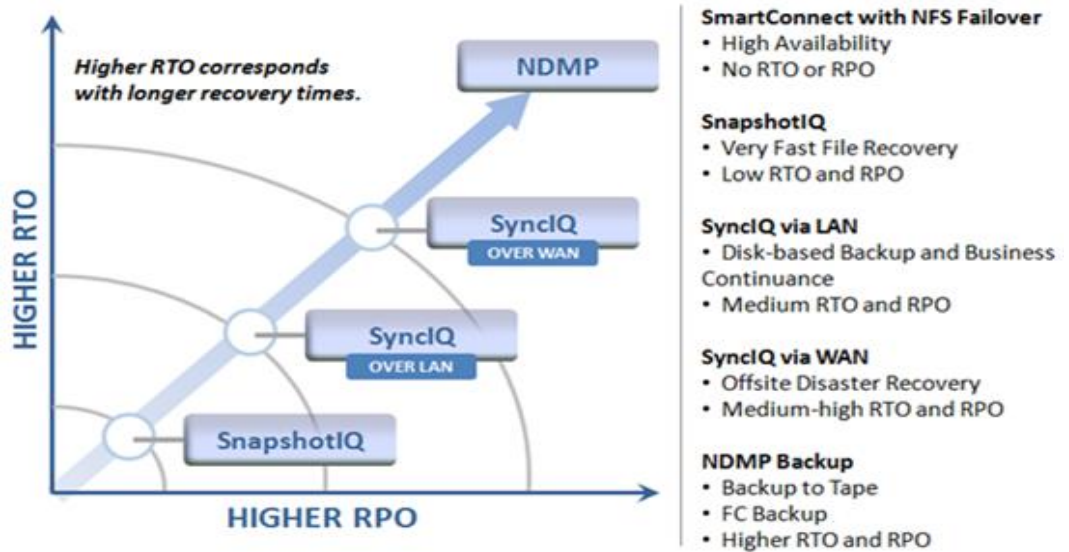 Higher RTO corresponds
with longer recovery times.
NDMP
SyncIQ
OVER WAN
SyncIQ
OVER LAN
SnapshotIQ
HIGHER RTO
HIGHER RPO
SmartConnect with NFS Failover
• High Availability
• No RTO or RPO
SnapshotIQ
• Very Fast File Recovery
• Low RTO and RPO
SyncIQ via LAN
• Disk-based Backup and Business
Continuance
• Medium RTO and RPO
SyncIQ via WAN
• Offsite Disaster Recovery
• Medium-high RTO and RPO
NDMP Backup
• Backup to Tape
• FC Backup
• Higher RTO and RPO